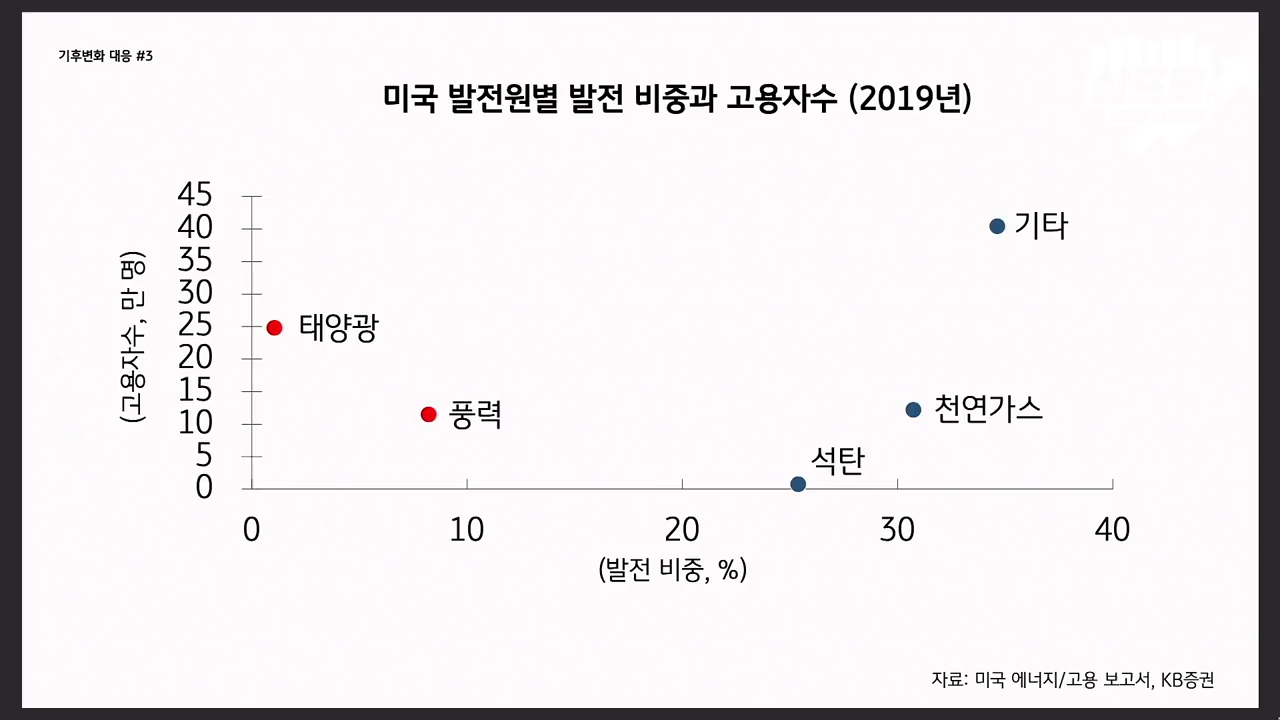 기후변화 대응 #3
미국 발전원별 발전 비중과 고용자수 (2019년)
(고용자수, 만 명)
45
40
35
30
25
20
15
10
5
0
기타
태양광
천연가스
풍력
석탄
0 10 20 30 40
(발전 비중, %)
자료: 미국 에너지/고용 보고서, KB증권